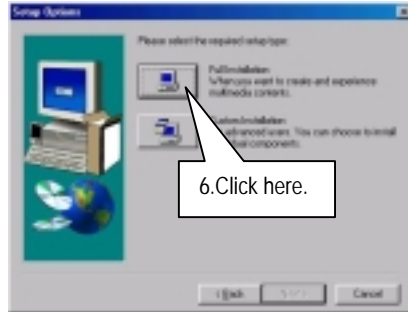 Setup Options
Please select the required setup type:
Full Installation
When you want to create and experience
multimedia contents.
Custom Installation
advanced users. You can choose to install
components.
6.Click here.
< Back
Cancel